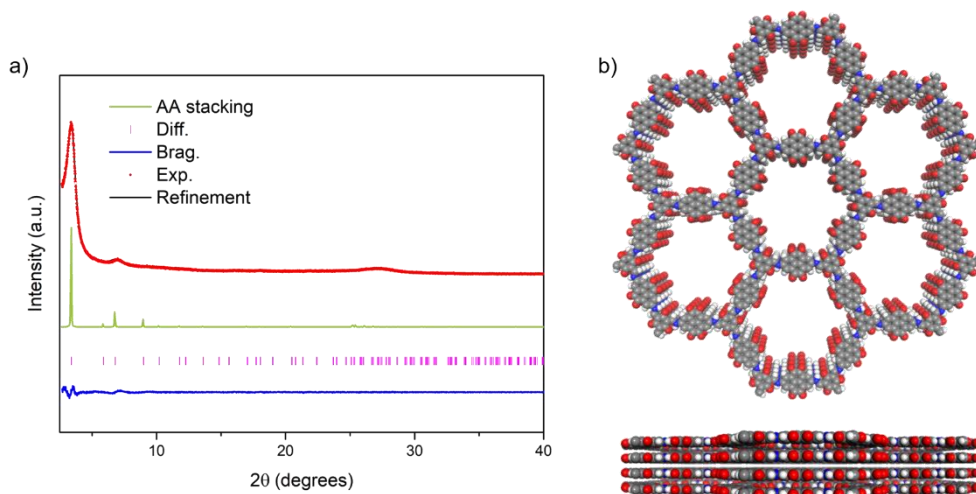 a)
b)
AA stacking
Diff.
Brag.
Exp.
Refinement
Intensity (a.u.)
10
20
30
40
2θ (degrees)